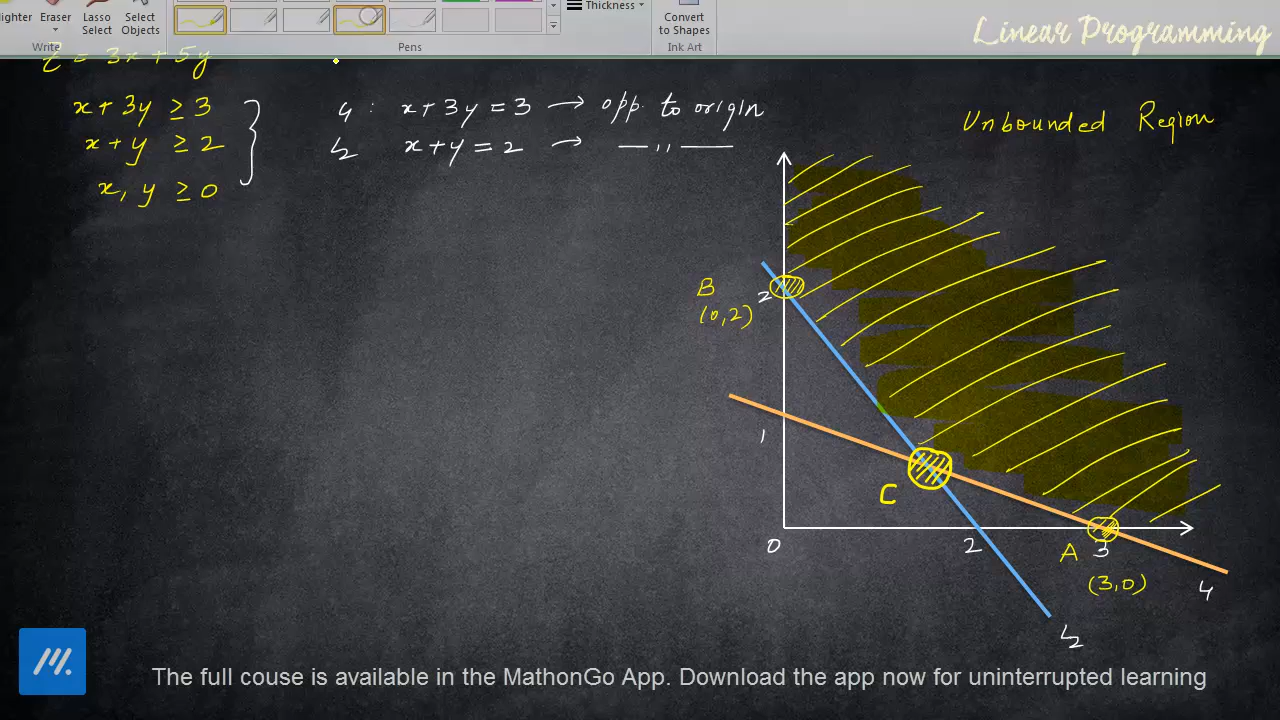 ighter Eraser Lasso Select Select Objects
Write
Pens
Thickness
Convert to Shapes
Ink Art
Linear Programming
Z = 3x + 5y
x + 3y ≥ 3
x + y ≥ 2
x, y ≥ 0
L1 : x + 3y = 3 → opp. to origin
L2 x + y = 2 → — ,, —
Unbounded Region
B
2
(0,2)
1
C
0
2
A
3
(3,0)
L1
L2
The full couse is available in the MathonGo App. Download the app now for uninterrupted learning